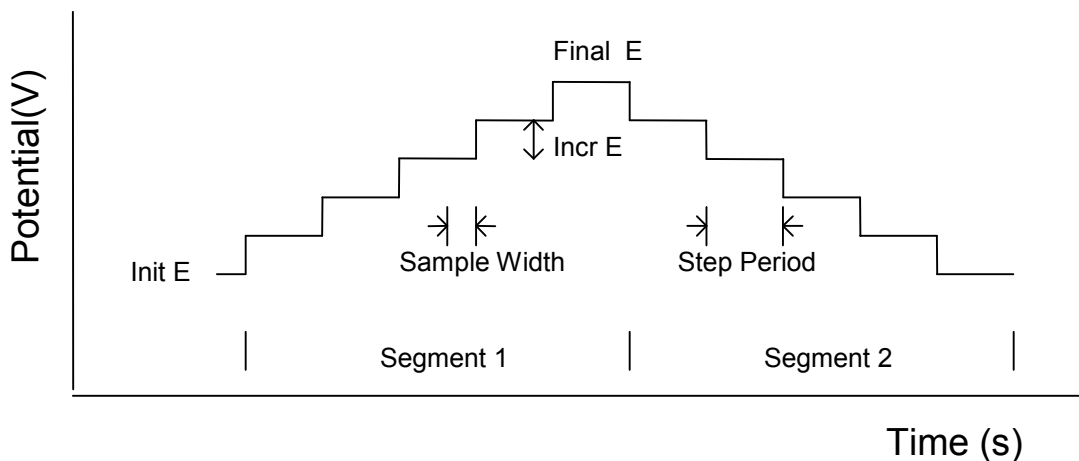 Potential(V)
Final E
Incr E
Sample Width
Step Period
Init E
Segment 1
Segment 2
Time (s)